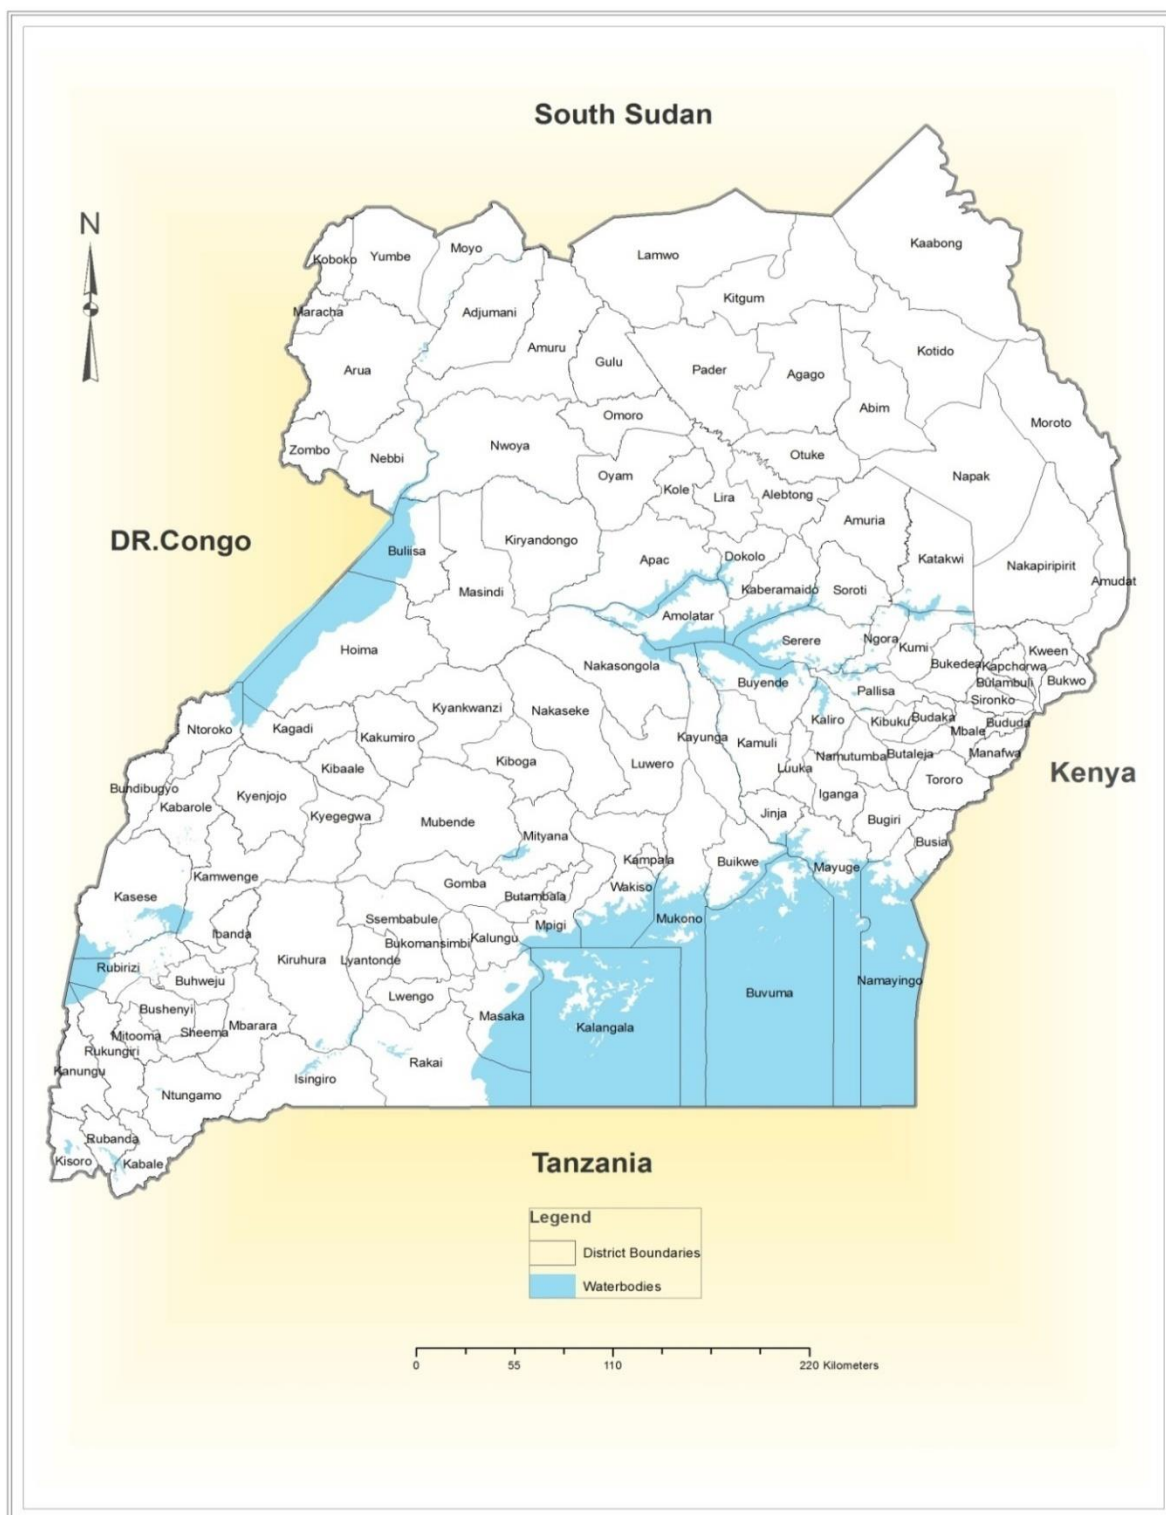 South Sudan
N
Kaabong
Moyo
Yumbe
Koboko
Lamwo
Kitgum
Maracha
Adjumani
Amuru
Kotido
Arua
Gulu
Pader
Agago
Abim
Omoro
Moroto
Zombo
Nebbi
Nwoya
Otuke
Oyam
Kole
Lira
Alebtong
Napak
DR.Congo
Amuria
Kiryandongo
Buliisa
Apac
Dokolo
Katakwi
Nakapiripirit
Amudat
Masindi
Kaberamaido
Soroti
Amolatar
Serere
Ngora
Kumi
Hoima
Nakasongola
Bukedea
Kapchorwa
Kween
Bukwo
Bulambuli
Buyende
Pallisa
Sironko
Kyankwanzi
Nakaseke
Ntoroko
Kagadi
Kakumiro
Kayunga
Kamuli
Kaliro
Kibuku
Budaka
Mbale
Bududa
Kibaale
Kiboga
Luwero
Luuka
Namutumba
Butaleja
Manafwa
Kenya
Bundibugyo
Kabarole
Kyenjojo
Kyegegwa
Tororo
Iganga
Mubende
Mityana
Jinja
Bugiri
Busia
Kamwenge
Kampala
Buikwe
Mayuge
Kasese
Gomba
Butambala
Wakiso
Ssembabule
Mpigi
Mukono
Ibanda
Bukomansimbi
Kalungu
Kiruhura
Lyantonde
Rubirizi
Buhweju
Lwengo
Buvuma
Namayingo
Bushenyi
Masaka
Kalangala
Mitooma
Sheema
Mbarara
Rukungiri
Kanungu
Rakai
Isingiro
Ntungamo
Rubanda
Kisoro
Kabale
Tanzania
Legend
District Boundaries
Waterbodies
0 55 110 220 Kilometers